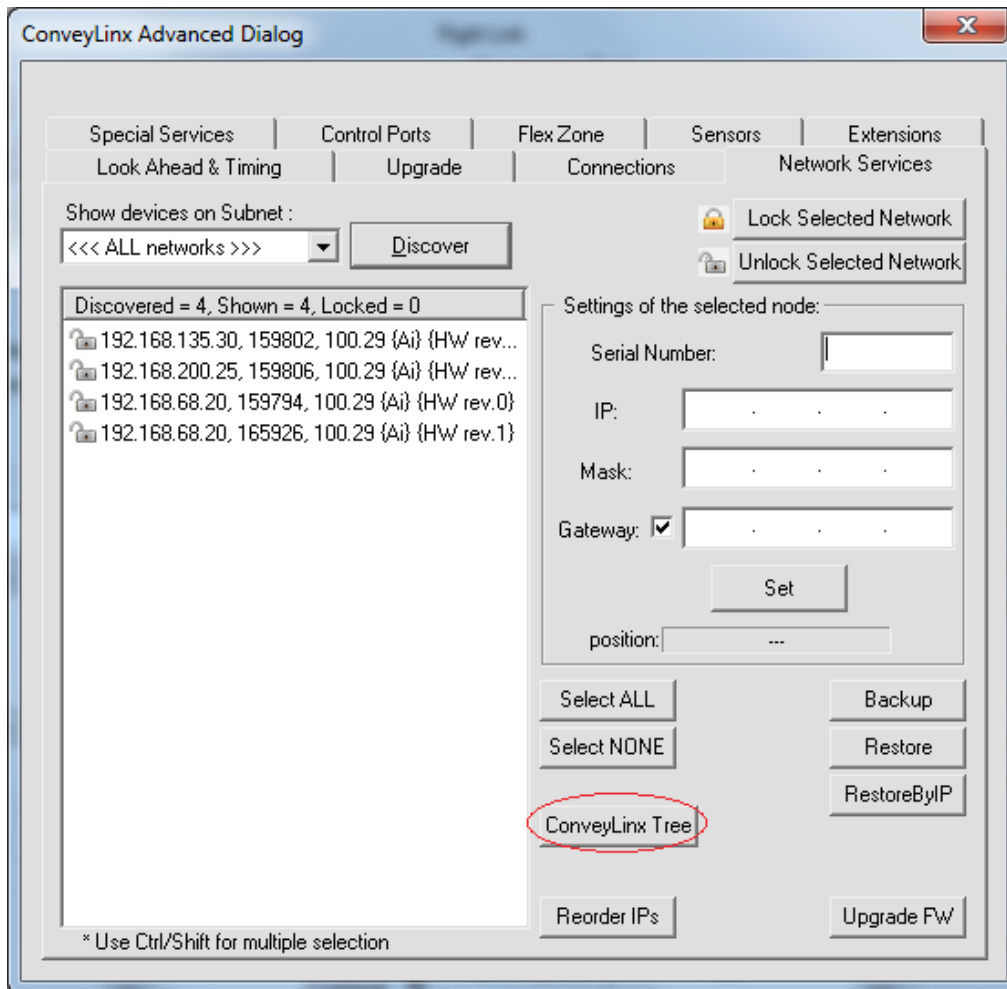 ConveyLinx Advanced Dialog
Special Services
Control Ports
Flex Zone
Sensors
Extensions
Look Ahead & Timing
Upgrade
Connections
Network Services
Show devices on Subnet :
<<< ALL networks >>>
Discover
Lock Selected Network
Unlock Selected Network
Discovered = 4, Shown = 4, Locked = 0
192.168.135.30, 159802, 100.29 {Ai} {HW rev...
192.168.200.25, 159806, 100.29 {Ai} {HW rev...
192.168.68.20, 159794, 100.29 {Ai} {HW rev.0}
192.168.68.20, 165926, 100.29 {Ai} {HW rev.1}
* Use Ctrl/Shift for multiple selection
Settings of the selected node:
Serial Number:
IP: . . .
Mask: . . .
Gateway: . . .
Set
position: ---
Select ALL
Backup
Select NONE
Restore
RestoreByIP
ConveyLinx Tree
Reorder IPs
Upgrade FW